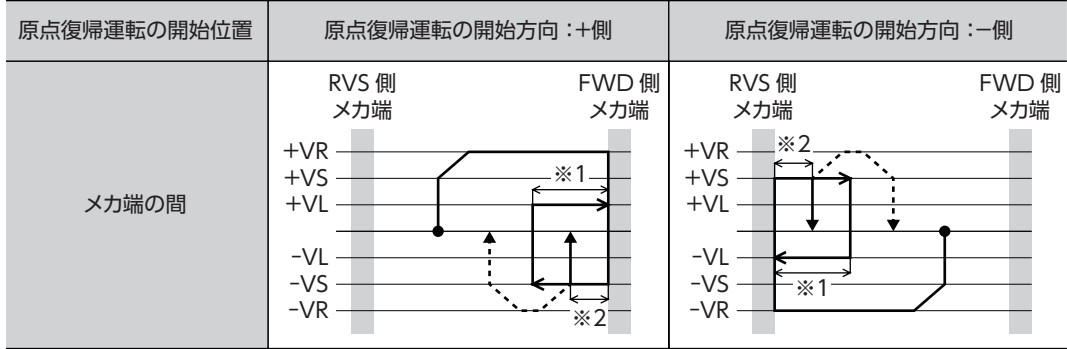 原点復帰運転の開始位置
原点復帰運転の開始方向：+側
原点復帰運転の開始方向：−側
メカ端の間
RVS 側
メカ端
FWD 側
メカ端
+VR
+VS
+VL
−VL
−VS
−VR
※1
※2
RVS 側
メカ端
FWD 側
メカ端
+VR
+VS
+VL
−VL
−VS
−VR
※2
※1